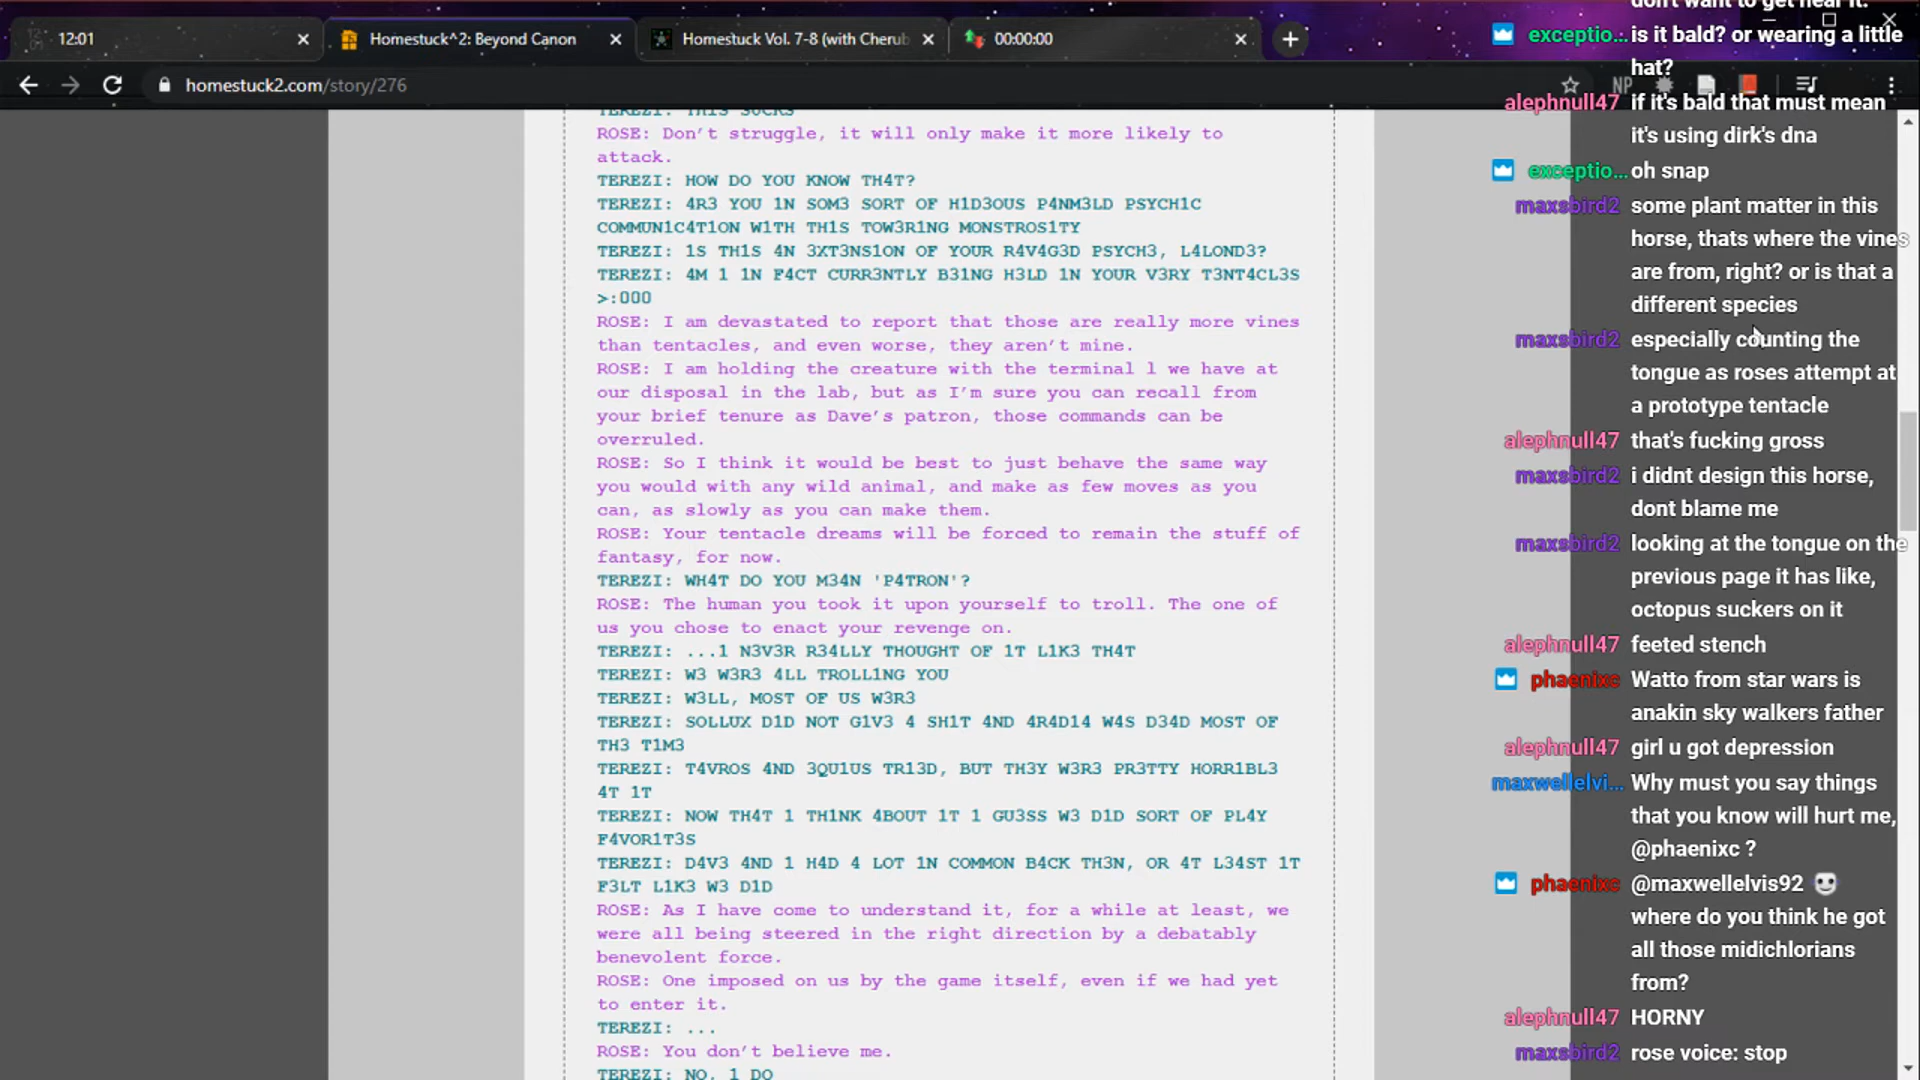 12:01
Homestuck^2: Beyond Canon
Homestuck Vol. 7-8 (with Cherub
00:00:00
homestuck2.com/story/276
NP
TEREZI: TH1S SUCKS
ROSE: Don't struggle, it will only make it more likely to
attack.
TEREZI: HOW DO YOU KNOW TH4T?
TEREZI: 4R3 YOU 1N SOM3 SORT OF H1D3OUS P4NM3LD PSYCH1C
COMMUN1C4T1ON W1TH TH1S TOW3R1NG MONSTROS1TY
TEREZI: 1S TH1S 4N 3XT3NS1ON OF YOUR R4V4G3D PSYCH3, L4LOND3?
TEREZI: 4M 1 1N F4CT CURR3NTLY B31NG H3LD 1N YOUR V3RY T3NT4CL3S
>:000
ROSE: I am devastated to report that those are really more vines
than tentacles, and even worse, they aren't mine.
ROSE: I am holding the creature with the terminal l we have at
our disposal in the lab, but as I'm sure you can recall from
your brief tenure as Dave's patron, those commands can be
overruled.
ROSE: So I think it would be best to just behave the same way
you would with any wild animal, and make as few moves as you
can, as slowly as you can make them.
ROSE: Your tentacle dreams will be forced to remain the stuff of
fantasy, for now.
TEREZI: WH4T DO YOU M34N 'P4TRON'?
ROSE: The human you took it upon yourself to troll. The one of
us you chose to enact your revenge on.
TEREZI: ...1 N3V3R R34LLY THOUGHT OF 1T L1K3 TH4T
TEREZI: W3 W3R3 4LL TROLL1NG YOU
TEREZI: W3LL, MOST OF US W3R3
TEREZI: SOLLUX D1D NOT G1V3 4 SH1T 4ND 4R4D14 W4S D34D MOST OF
TH3 T1M3
TEREZI: T4VROS 4ND 3QU1US TR13D, BUT TH3Y W3R3 PR3TTY HORR1BL3
4T 1T
TEREZI: NOW TH4T 1 TH1NK 4BOUT 1T 1 GU3SS W3 D1D SORT OF PL4Y
F4VOR1T3S
TEREZI: D4V3 4ND 1 H4D 4 LOT 1N COMMON B4CK TH3N, OR 4T L34ST 1T
F3LT L1K3 W3 D1D
ROSE: As I have come to understand it, for a while at least, we
were all being steered in the right direction by a debatably
benevolent force.
ROSE: One imposed on us by the game itself, even if we had yet
to enter it.
TEREZI: ...
ROSE: You don't believe me.
TEREZI: NO, 1 DO
don't want to get near it.
exceptio... is it bald? or wearing a little
hat?
alephnull47 if it's bald that must mean
it's using dirk's dna
exceptio... oh snap
maxsbird2 some plant matter in this
horse, thats where the vines
are from, right? or is that a
different species
maxsbird2 especially counting the
tongue as roses attempt at
a prototype tentacle
alephnull47 that's fucking gross
maxsbird2 i didnt design this horse,
dont blame me
maxsbird2 looking at the tongue on the
previous page it has like,
octopus suckers on it
alephnull47 feeted stench
phaenixc Watto from star wars is
anakin sky walkers father
alephnull47 girl u got depression
maxwellelvi... Why must you say things
that you know will hurt me,
@phaenixc ?
phaenixc @maxwellelvis92
where do you think he got
all those midichlorians
from?
alephnull47 HORNY
maxsbird2 rose voice: stop